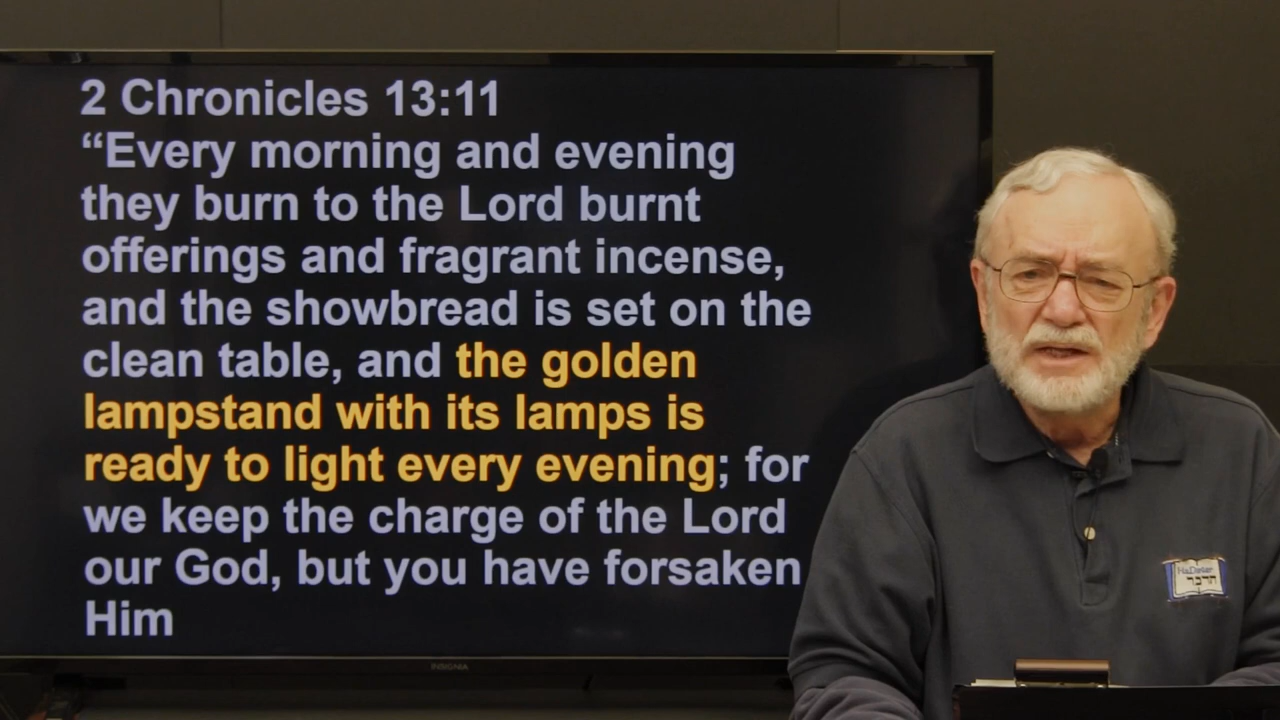 2 Chronicles 13:11
“Every morning and evening
they burn to the Lord burnt
offerings and fragrant incense,
and the showbread is set on the
clean table, and the golden
lampstand with its lamps is
ready to light every evening; for
we keep the charge of the Lord
our God, but you have forsaken
Him
INSIGNIA
HaDavar
הדבר